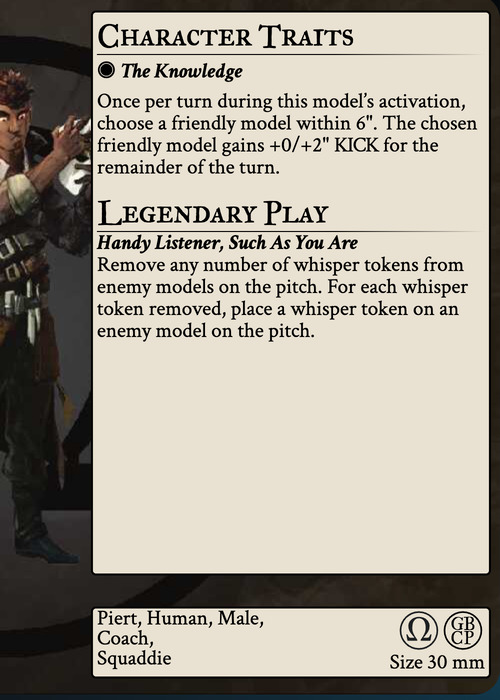 Character Traits
The Knowledge
Once per turn during this model's activation,
choose a friendly model within 6". The chosen
friendly model gains +0/+2" KICK for the
remainder of the turn.
Legendary Play
Handy Listener, Such As You Are
Remove any number of whisper tokens from
enemy models on the pitch. For each whisper
token removed, place a whisper token on an
enemy model on the pitch.
Piert, Human, Male,
Coach,
Squaddie
Ω
GB
CP
Size 30 mm